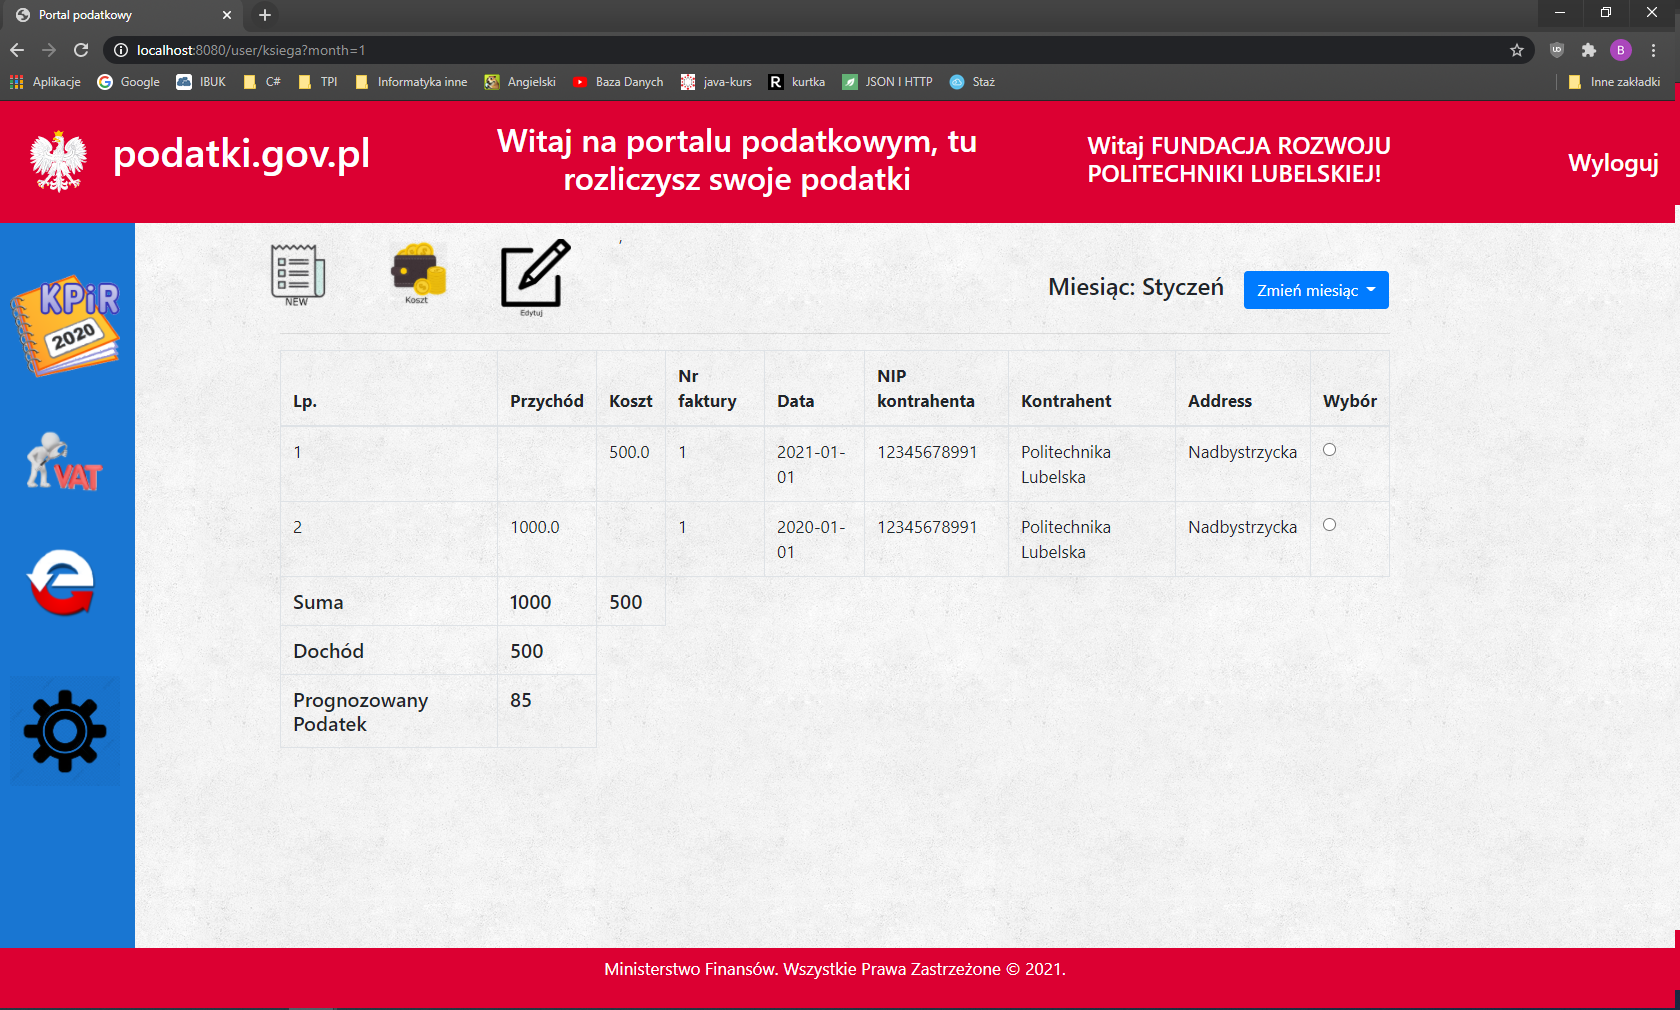 Portal podatkowy
localhost:8080/user/ksiega?month=1
B
Aplikacje Google IBUK C# TPI Informatyka inne Angielski Baza Danych java-kurs R kurtka JSON I HTTP Staż Inne zakładki
podatki.gov.pl
Witaj na portalu podatkowym, tu
rozliczysz swoje podatki
Witaj FUNDACJA ROZWOJU
POLITECHNIKI LUBELSKIEJ!
Wyloguj
KPiR
2020
VAT
e
NEW
Koszt
Edytuj
,
Miesiąc: Styczeń
Zmień miesiąc
Lp. Przychód Koszt Nr faktury Data NIP kontrahenta Kontrahent Address Wybór
1 500.0 1 2021-01-01 12345678991 Politechnika Lubelska Nadbystrzycka
2 1000.0 1 2020-01-01 12345678991 Politechnika Lubelska Nadbystrzycka
Suma 1000 500
Dochód 500
Prognozowany Podatek 85
Ministerstwo Finansów. Wszystkie Prawa Zastrzeżone © 2021.